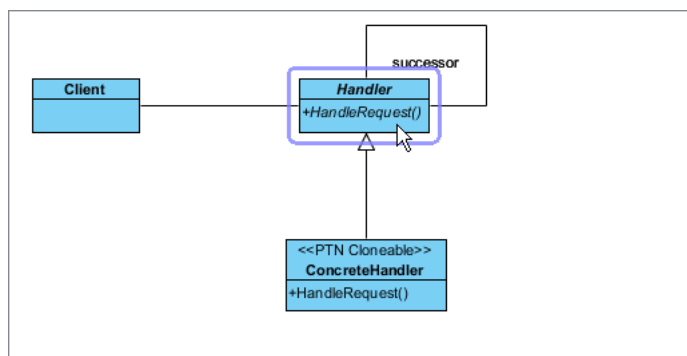 successor
Client
Handler
+HandleRequest()
<<PTN Cloneable>>
ConcreteHandler
+HandleRequest()